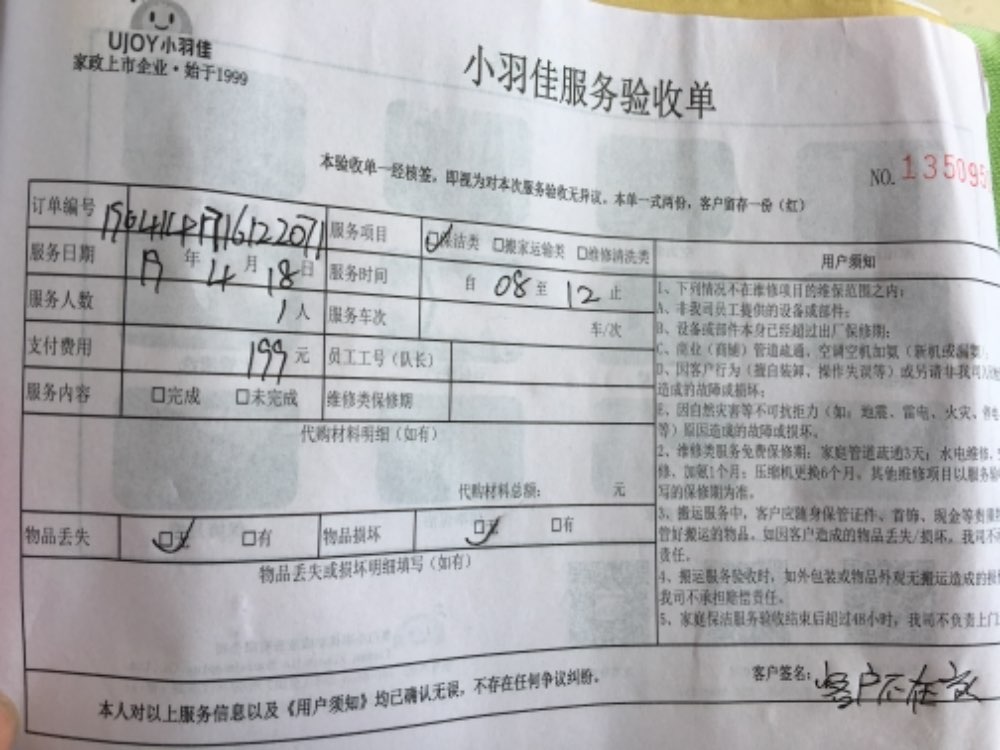 UJOY小羽佳
家政上市企业·始于1999
小羽佳服务验收单
本验收单一经核签，即视为对本次服务验收无异议。本单一式两份，客户留存一份（红）
NO. 135095
订单编号 服务项目 保洁类 □搬家运输类 □维修清洗类
服务日期 19年4月18日 服务时间 自08至12止
服务人数 1人 服务车次 车/次
支付费用 199元 员工工号（队长）
服务内容 □完成 □未完成 维修类保修期
代购材料明细（如有）
代购材料总额： 元
物品丢失 ☑无 □有 物品损坏 ☑无 □有
物品丢失或损坏明细填写（如有）
用户须知
1、下列情况不在维修项目的维保范围之内：
A、非我司员工提供的设备或部件；
B、设备或部件本身已经超过出厂保修期；
C、商业（商铺）管道疏通，空调空机加氨（新机或漏氨）
D、因客户行为（擅自装卸、操作失误等）或另请非我司
造成的故障或损坏；
E、因自然灾害等不可抗拒力（如：地震、雷电、火灾、
等）原因造成的故障或损坏。
2、维修类服务免费保修期：家庭管道疏通3天；水电维修，
修、加氨1个月；压缩机更换6个月。其他维修项目以服务
写的保修期为准。
3、搬运服务中，客户应随身保管证件、首饰、现金等贵
管好搬运的物品。如因客户造成的物品丢失/损坏，我司不
责任。
4、搬运服务验收时，如外包装或物品外观无搬运造成的损
我司不承担赔偿责任。
5、家庭保洁服务验收结束后超过48小时，我司不负责上门
客户签名：客户不在家
本人对以上服务信息以及《用户须知》均已确认无误，不存在任何争议纠纷。